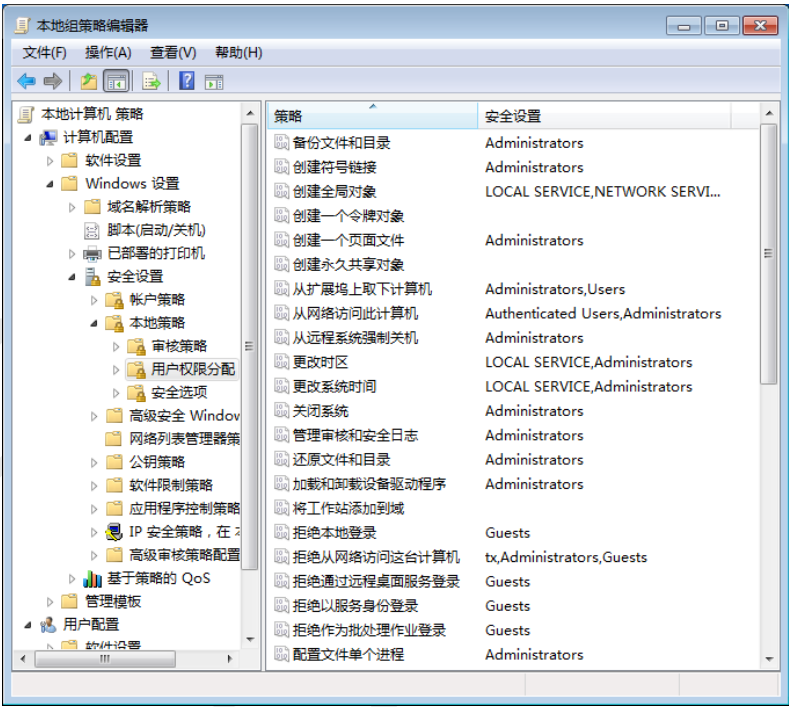 本地组策略编辑器
文件(F) 操作(A) 查看(V) 帮助(H)
本地计算机 策略
计算机配置
软件设置
Windows 设置
域名解析策略
脚本(启动/关机)
已部署的打印机
安全设置
帐户策略
本地策略
审核策略
用户权限分配
安全选项
高级安全 Window
网络列表管理器策
公钥策略
软件限制策略
应用程序控制策略
IP 安全策略，在
高级审核策略配置
基于策略的 QoS
管理模板
用户配置
软件设置
策略 安全设置
备份文件和目录 Administrators
创建符号链接 Administrators
创建全局对象 LOCAL SERVICE,NETWORK SERVI...
创建一个令牌对象
创建一个页面文件 Administrators
创建永久共享对象
从扩展坞上取下计算机 Administrators,Users
从网络访问此计算机 Authenticated Users,Administrators
从远程系统强制关机 Administrators
更改时区 LOCAL SERVICE,Administrators
更改系统时间 LOCAL SERVICE,Administrators
关闭系统 Administrators
管理审核和安全日志 Administrators
还原文件和目录 Administrators
加载和卸载设备驱动程序 Administrators
将工作站添加到域
拒绝本地登录 Guests
拒绝从网络访问这台计算机 tx,Administrators,Guests
拒绝通过远程桌面服务登录 Guests
拒绝以服务身份登录 Guests
拒绝作为批处理作业登录 Guests
配置文件单个进程 Administrators